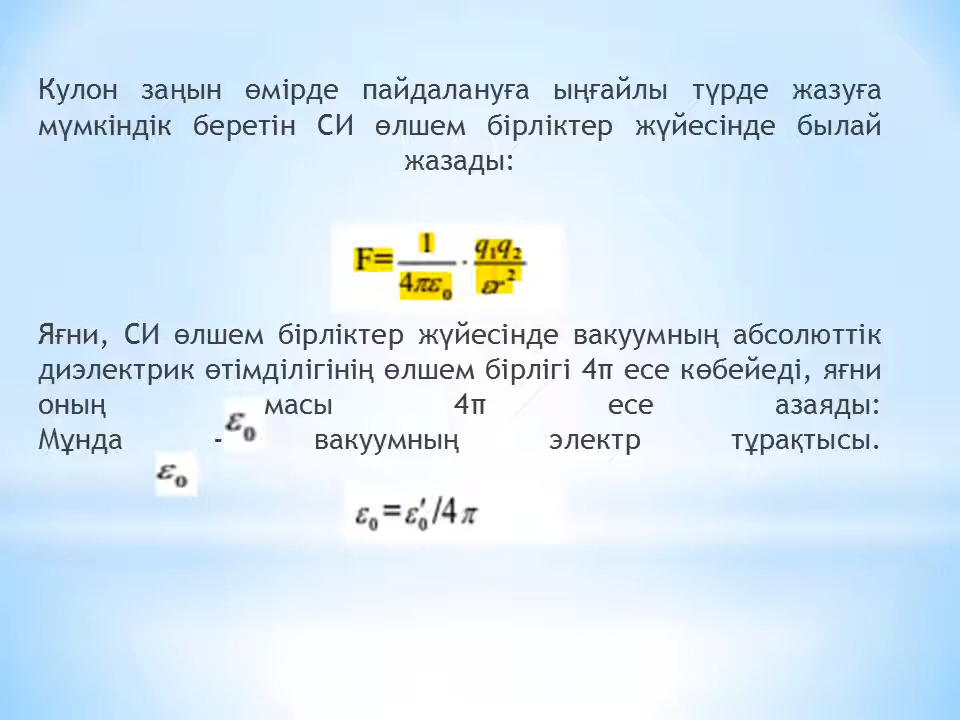 Кулон заңын өмірде пайдалануға ыңғайлы түрде жазуға
мүмкіндік беретін СИ өлшем бірліктер жүйесінде былай
жазады:
F= 1/4πε₀ · q₁q₂/εr²
Яғни, СИ өлшем бірліктер жүйесінде вакуумның абсолюттік
диэлектрик өтімділігінің өлшем бірлігі 4π есе көбейеді, яғни
оның масы 4π есе азаяды:
Мұнда - ε₀ вакуумның электр тұрақтысы.
ε₀
ε₀=ε₀′/4π